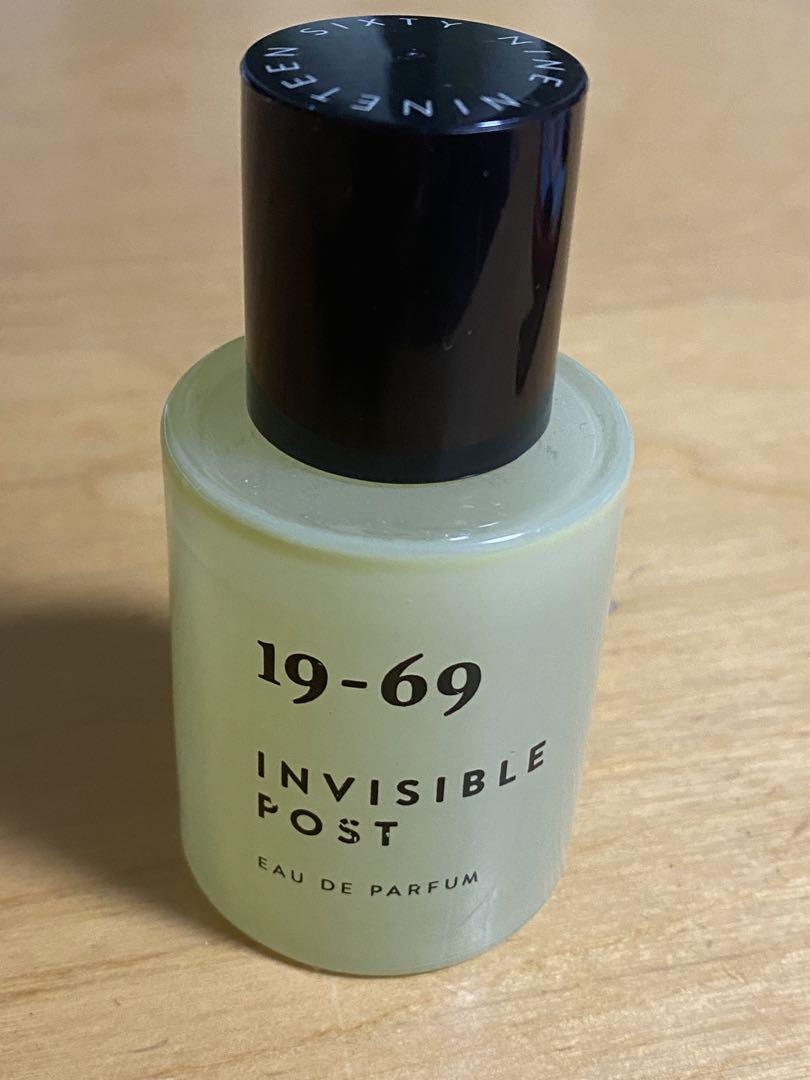 NINETEEN SIXTY NINE
19-69
INVISIBLE
POST
EAU DE PARFUM